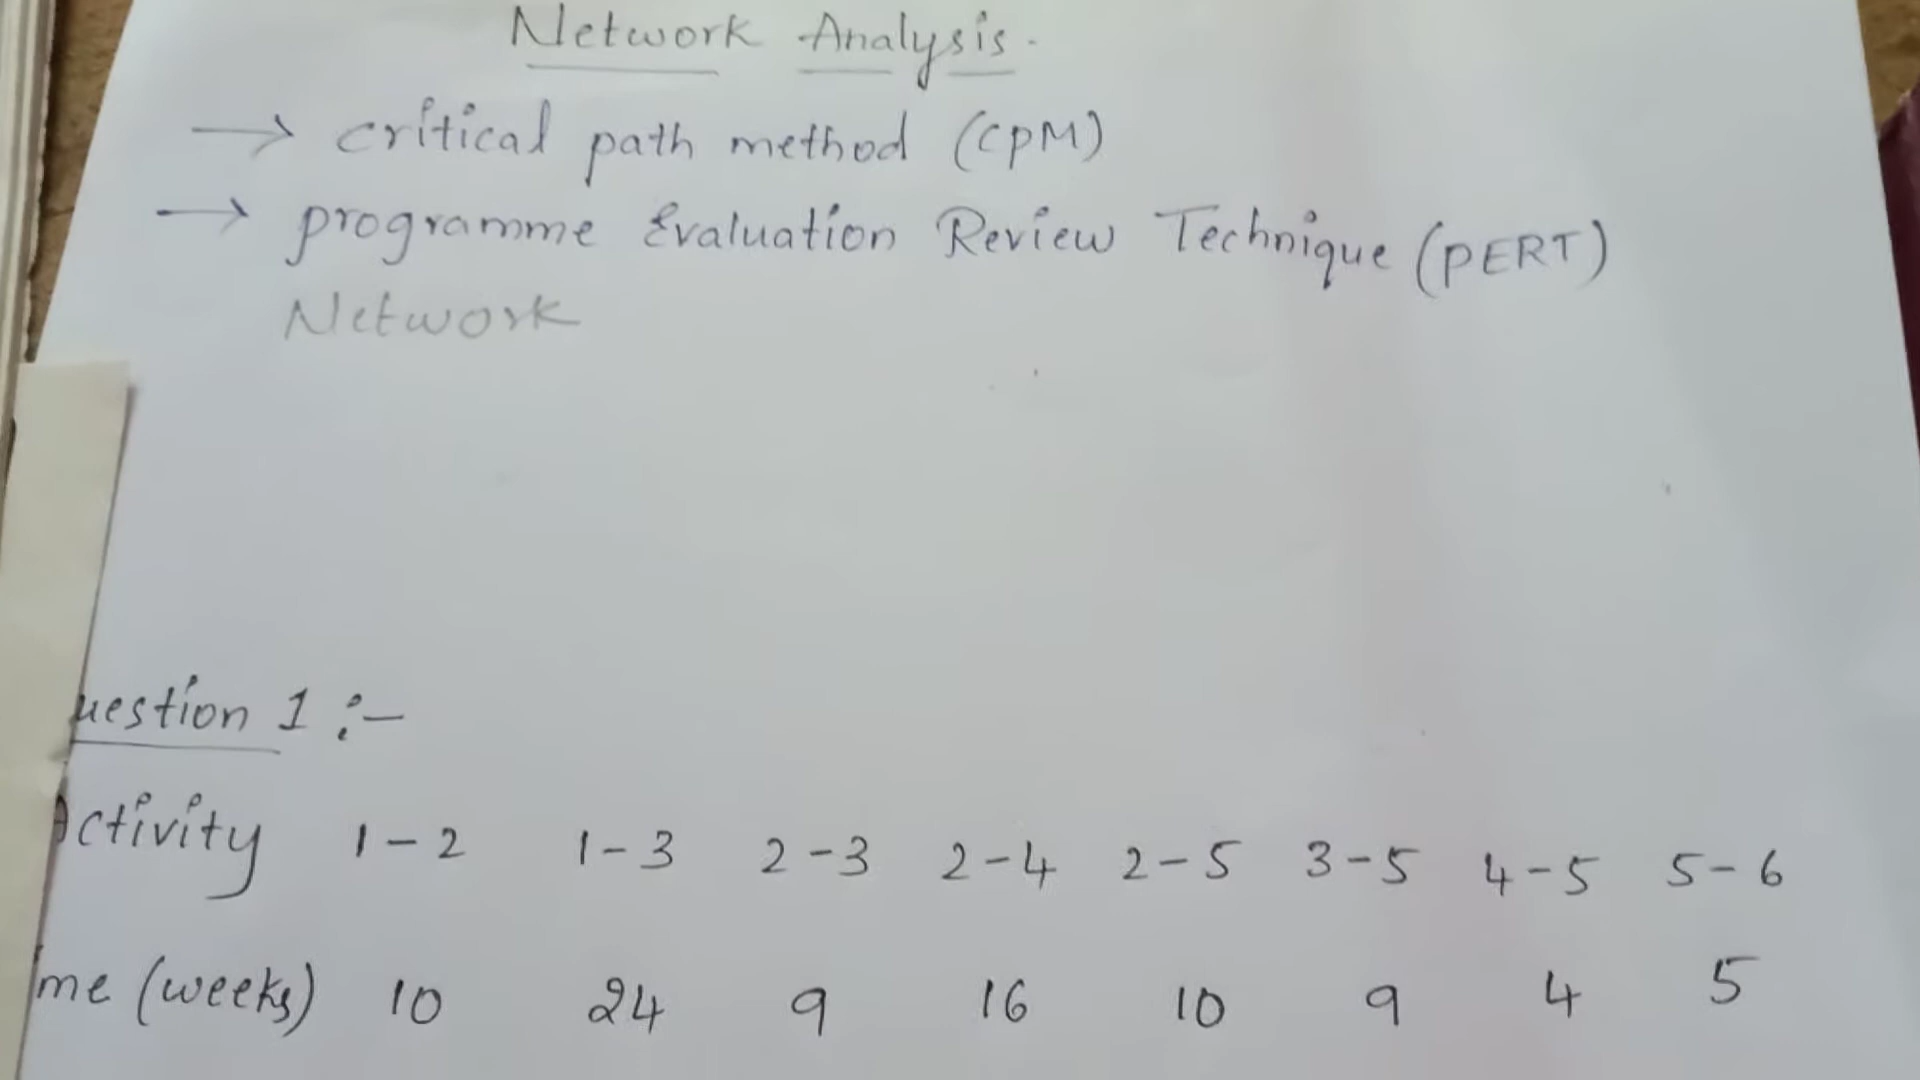 Network Analysis.
→ critical path method (CPM)
→ programme Evaluation Review Technique (PERT)
Network
uestion 1 :-
Activity 1-2 1-3 2-3 2-4 2-5 3-5 4-5 5-6
me (weeks) 10 24 9 16 10 9 4 5